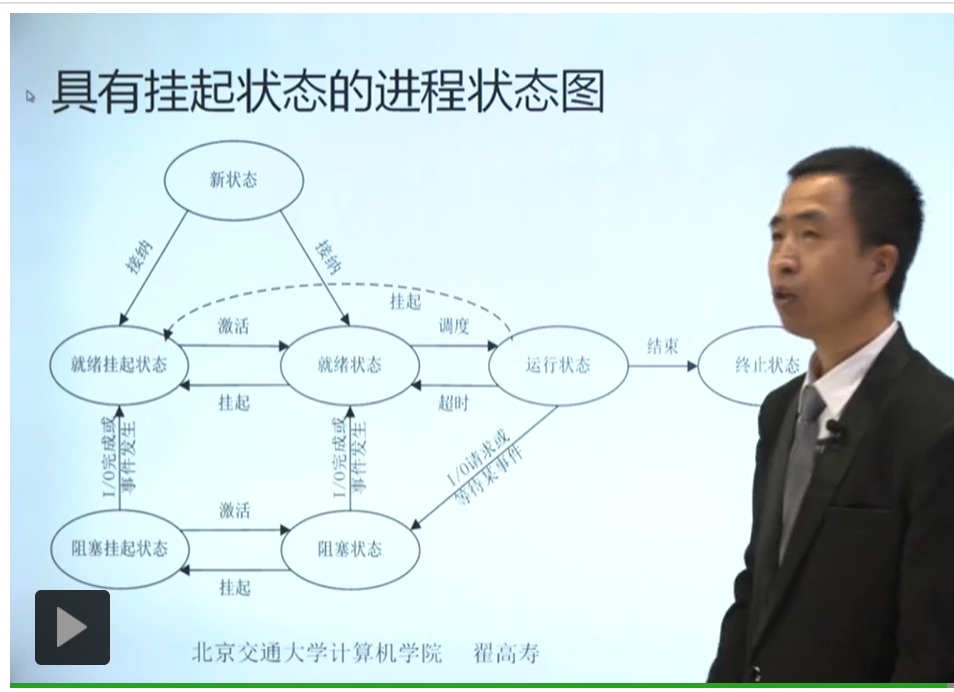 具有挂起状态的进程状态图
新状态
接纳
接纳
挂起
激活
调度
就绪挂起状态
就绪状态
运行状态
结束
终止状态
挂起
超时
I/O完成或
事件发生
I/O完成或
事件发生
I/O请求或
等待某事件
激活
阻塞挂起状态
阻塞状态
挂起
北京交通大学计算机学院 翟高寿